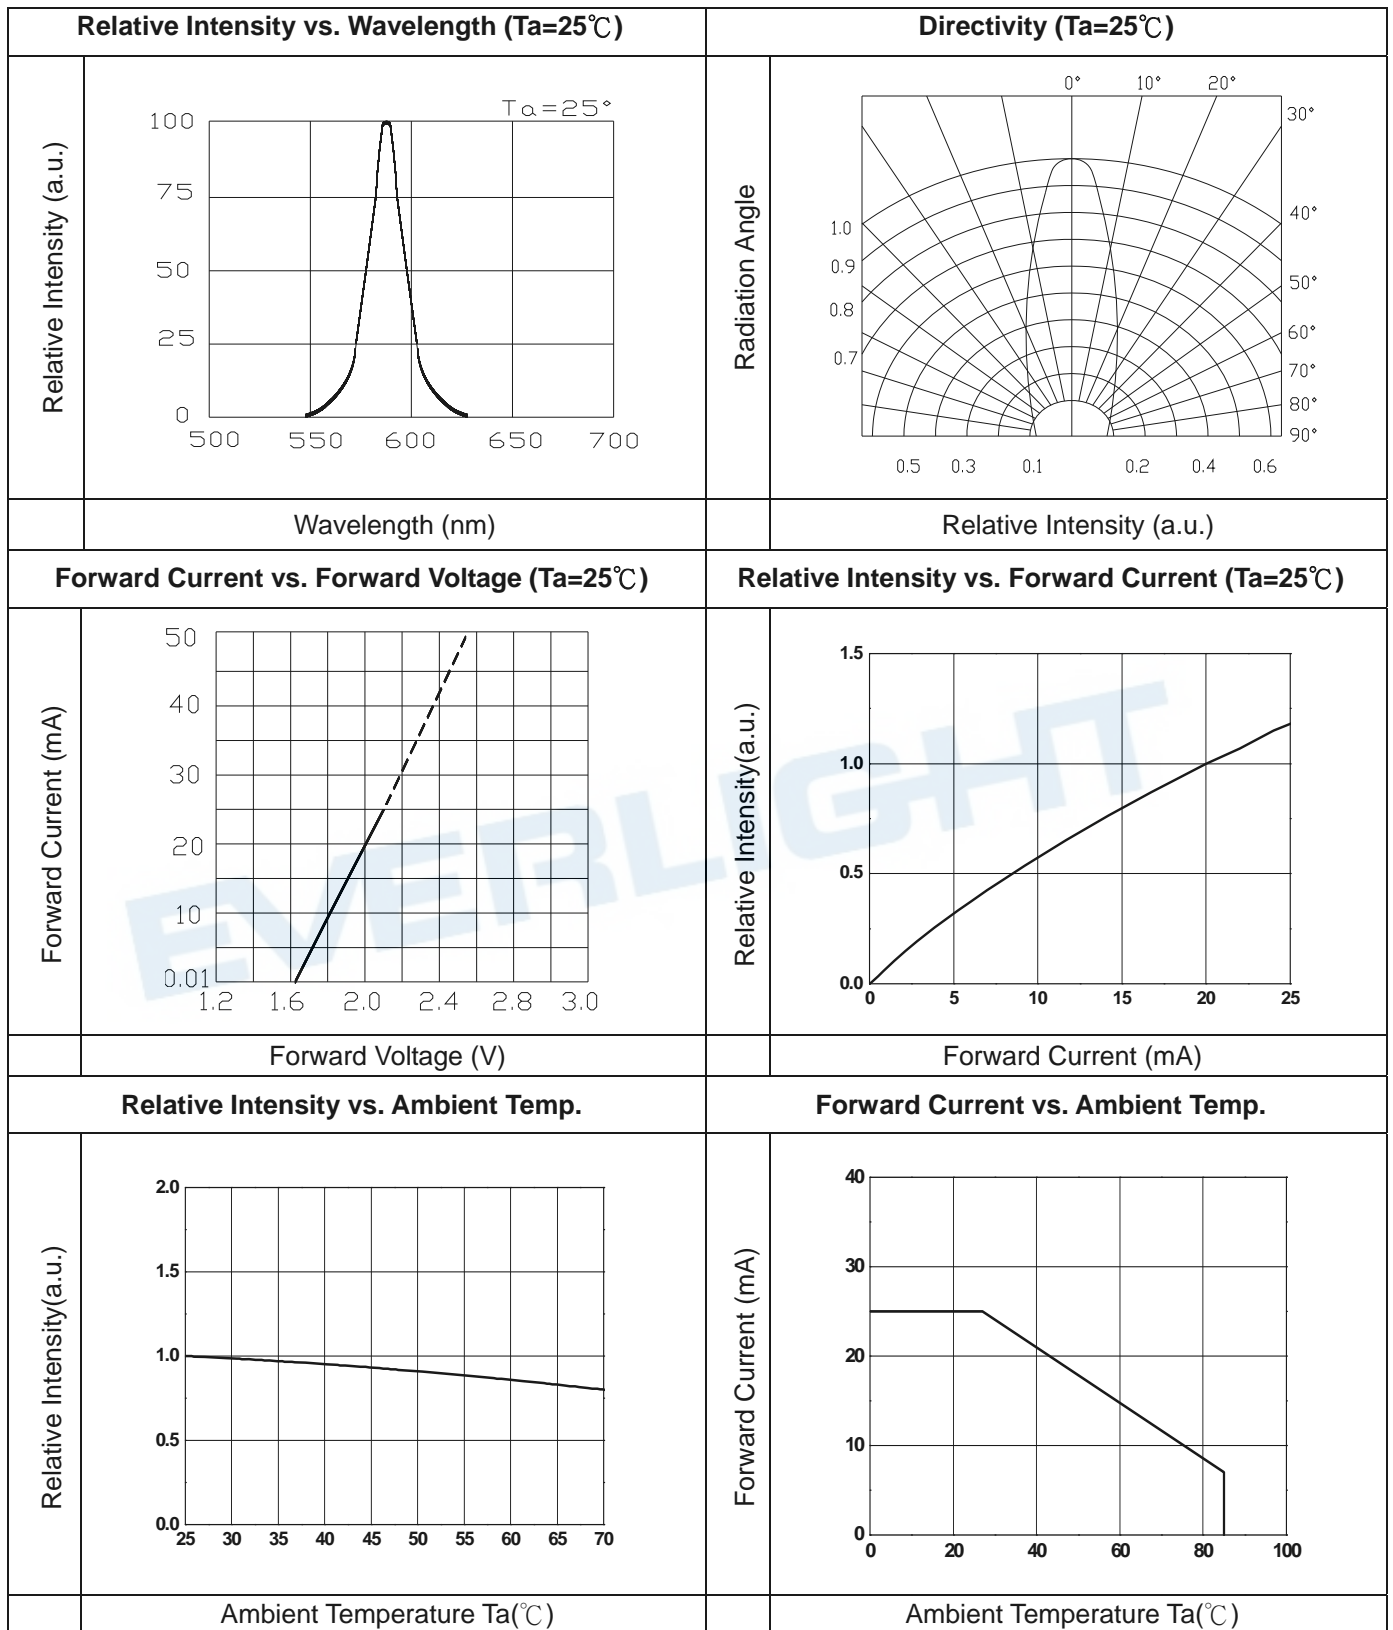 Relative Intensity vs. Wavelength (Ta=25℃)
Relative Intensity (a.u.)
Ta=25°
100
75
50
25
0
500 550 600 650 700
Wavelength (nm)
Directivity (Ta=25℃)
Radiation Angle
0° 10° 20°
30°
40°
50°
60°
70°
80°
90°
1.0
0.9
0.8
0.7
0.5 0.3 0.1 0.2 0.4 0.6
Relative Intensity (a.u.)
Forward Current vs. Forward Voltage (Ta=25℃)
Forward Current (mA)
50
40
30
20
10
0.01
1.2 1.6 2.0 2.4 2.8 3.0
Forward Voltage (V)
Relative Intensity vs. Forward Current (Ta=25℃)
Relative Intensity(a.u.)
1.5
1.0
0.5
0.0
0 5 10 15 20 25
Forward Current (mA)
EVERLIGHT
Relative Intensity vs. Ambient Temp.
Relative Intensity(a.u.)
2.0
1.5
1.0
0.5
0.0
25 30 35 40 45 50 55 60 65 70
Ambient Temperature Ta(℃)
Forward Current vs. Ambient Temp.
Forward Current (mA)
40
30
20
10
0
0 20 40 60 80 100
Ambient Temperature Ta(℃)